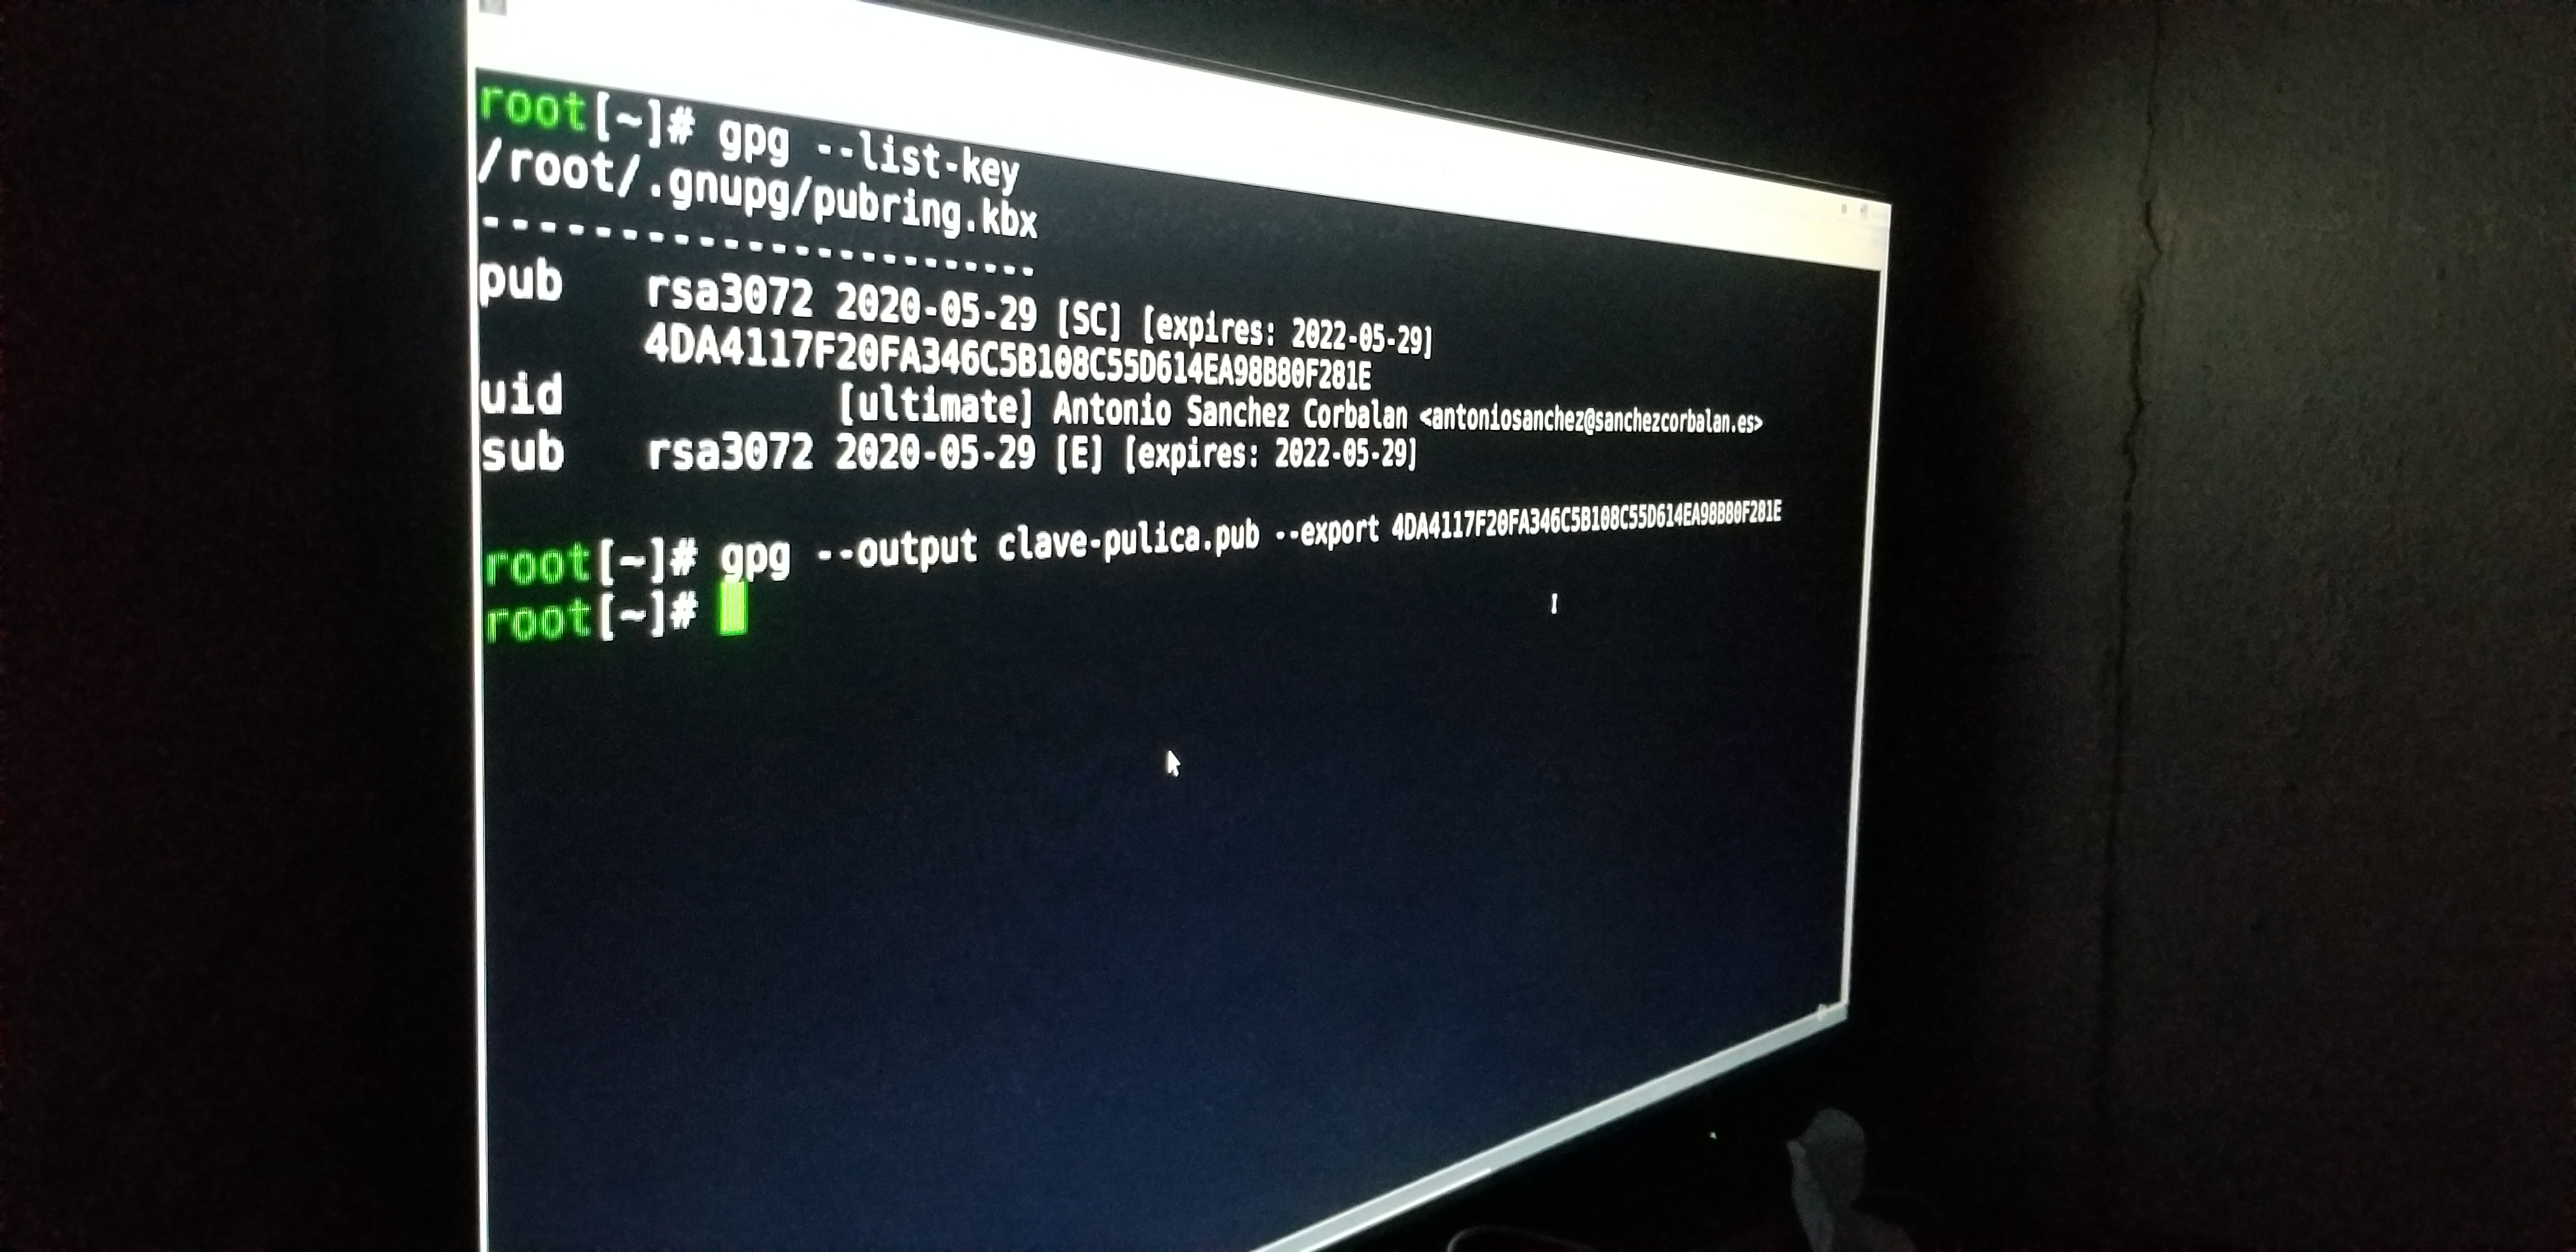 root[~]# gpg --list-key
/root/.gnupg/pubring.kbx
------------------------
pub   rsa3072 2020-05-29 [SC] [expires: 2022-05-29]
      4DA4117F20FA346C5B108C55D614EA98B80F281E
uid           [ultimate] Antonio Sanchez Corbalan <antoniosanchez@sanchezcorbalan.es>
sub   rsa3072 2020-05-29 [E] [expires: 2022-05-29]
root[~]# gpg --output clave-pulica.pub --export 4DA4117F20FA346C5B108C55D614EA98B80F281E
root[~]#